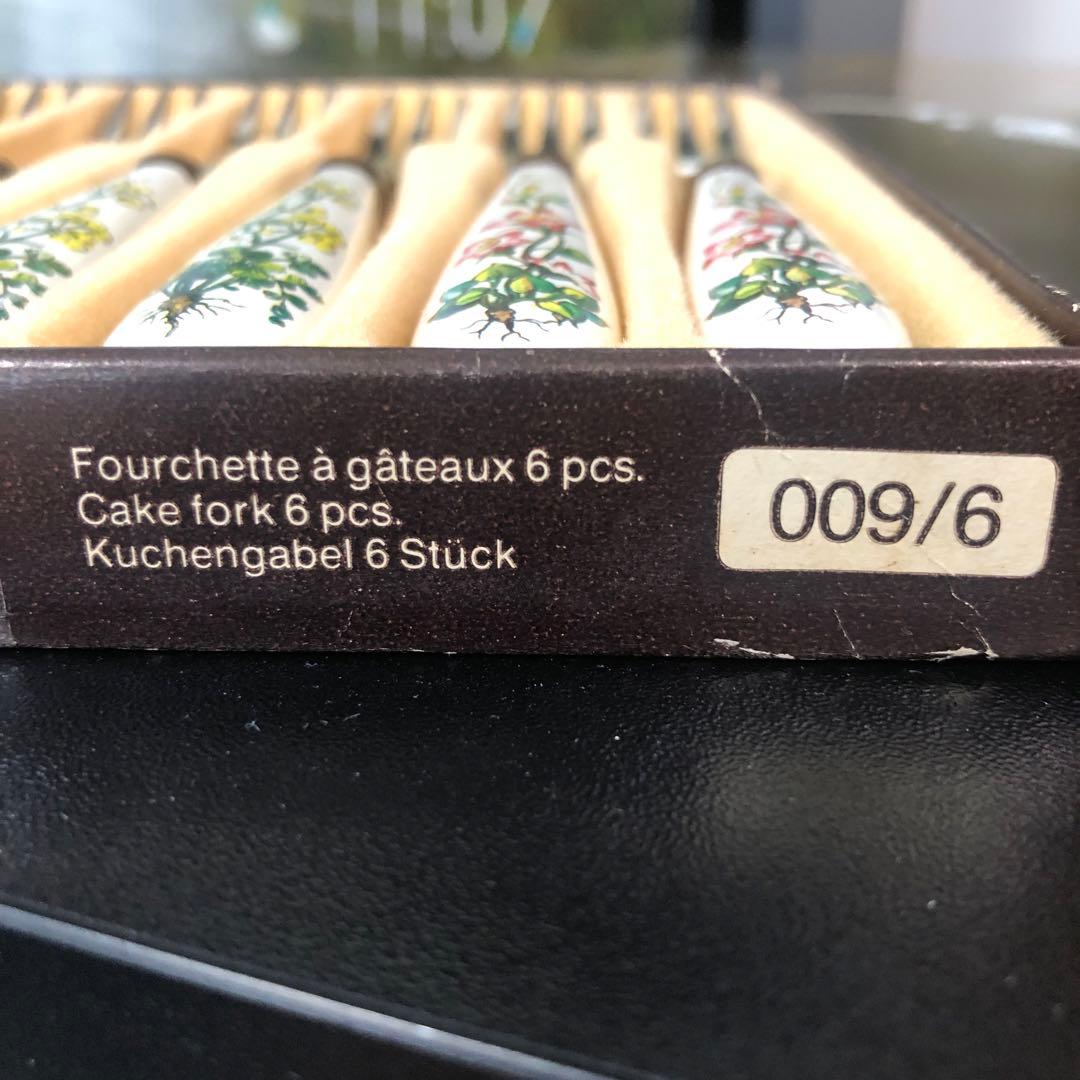 Fourchette à gâteaux 6 pcs.
Cake fork 6 pcs.
Kuchengabel 6 Stück
009/6